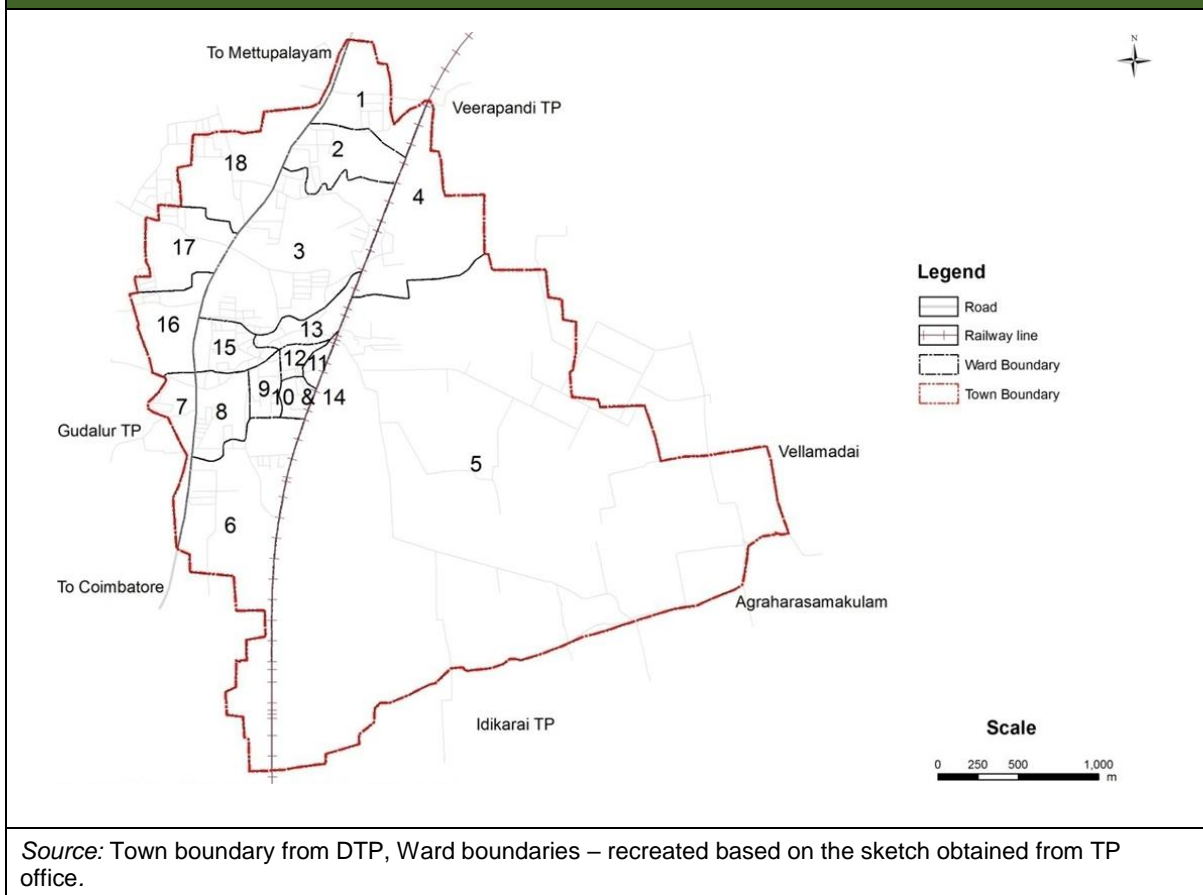 N
To Mettupalayam
Veerapandi TP
1
2
18
4
17
3
16
13
15
12
11
9
10 & 14
7
8
Gudalur TP
5
6
To Coimbatore
Vellamadai
Agraharasamakulam
Idikarai TP
Legend
Road
Railway line
Ward Boundary
Town Boundary
Scale
0 250 500 1,000
m
Source: Town boundary from DTP, Ward boundaries – recreated based on the sketch obtained from TP
office.